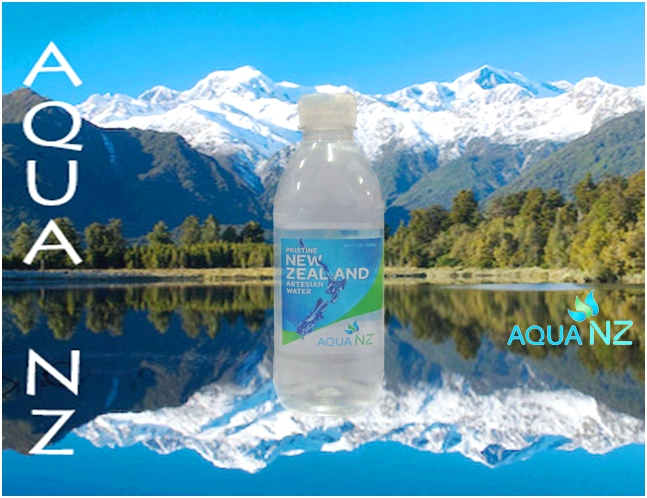 AQUA NZ
PRISTINE
NEW
ZEALAND
ARTESIAN
WATER
AQUA NZ
AQUA NZ